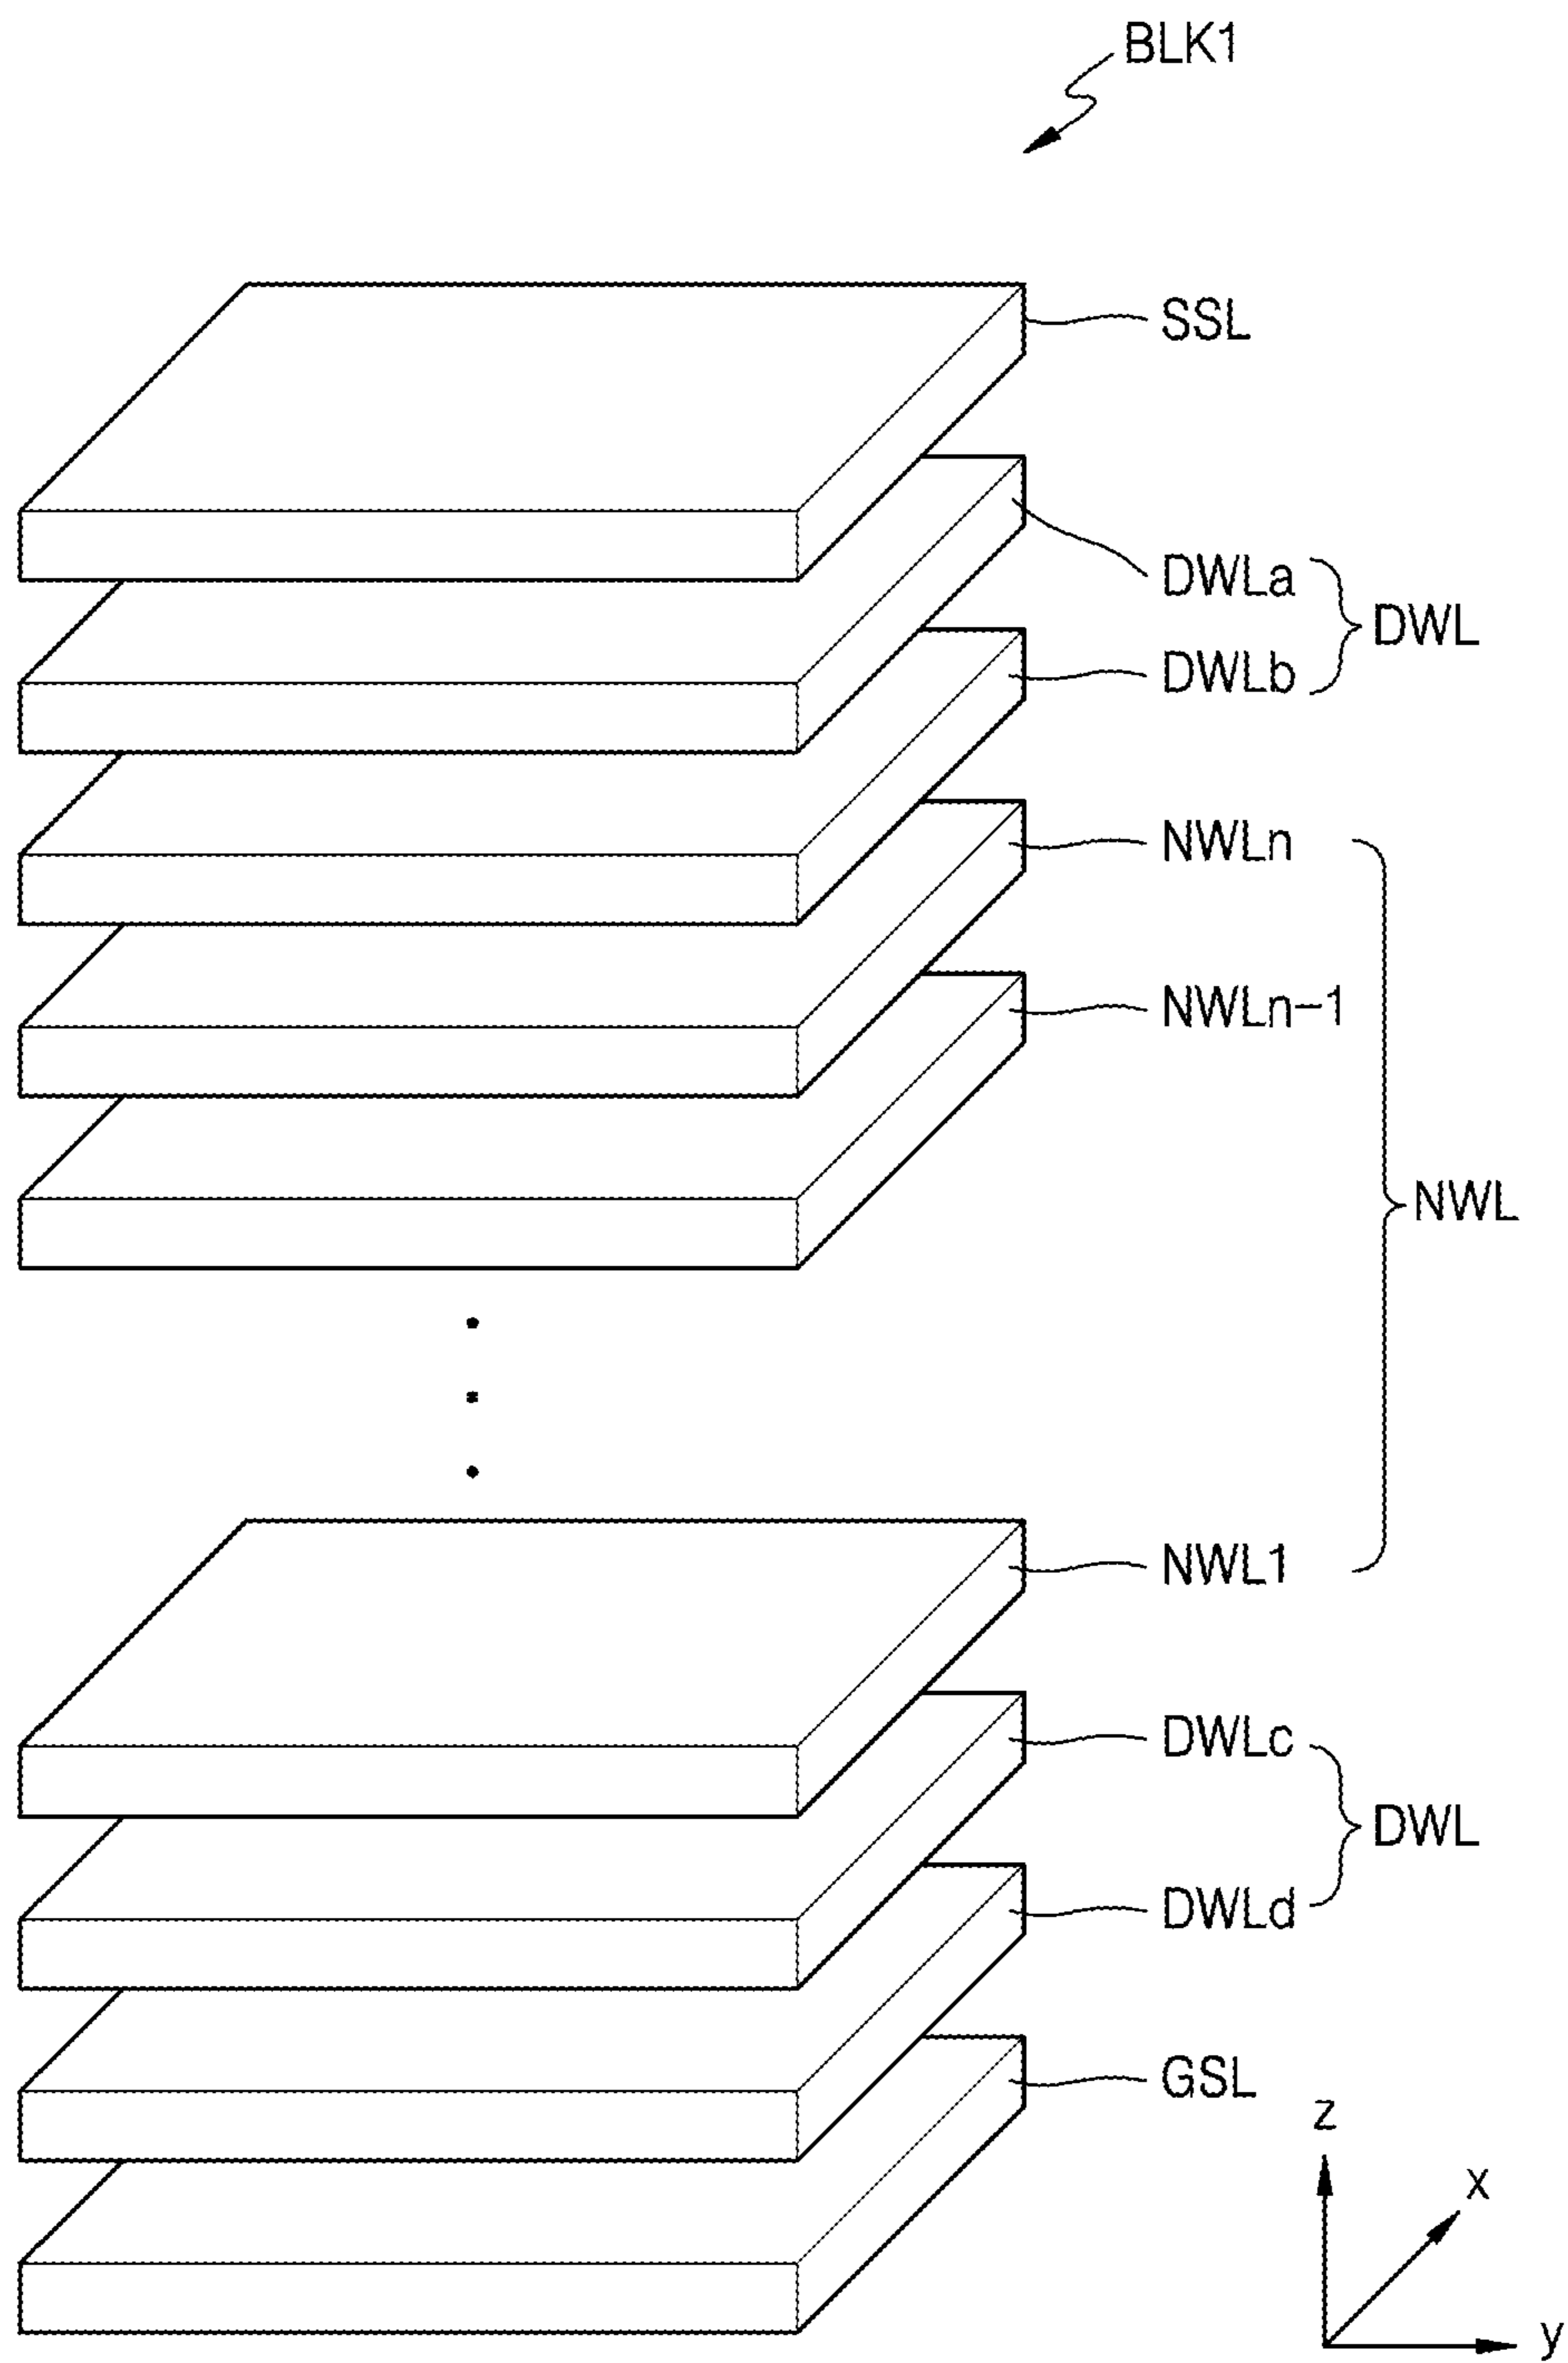 BLK1
SSL
DWLa
DWL
DWLb
NWLn
NWLn-1
NWL
NWL1
DWLc
DWL
DWLd
GSL
z
x
y